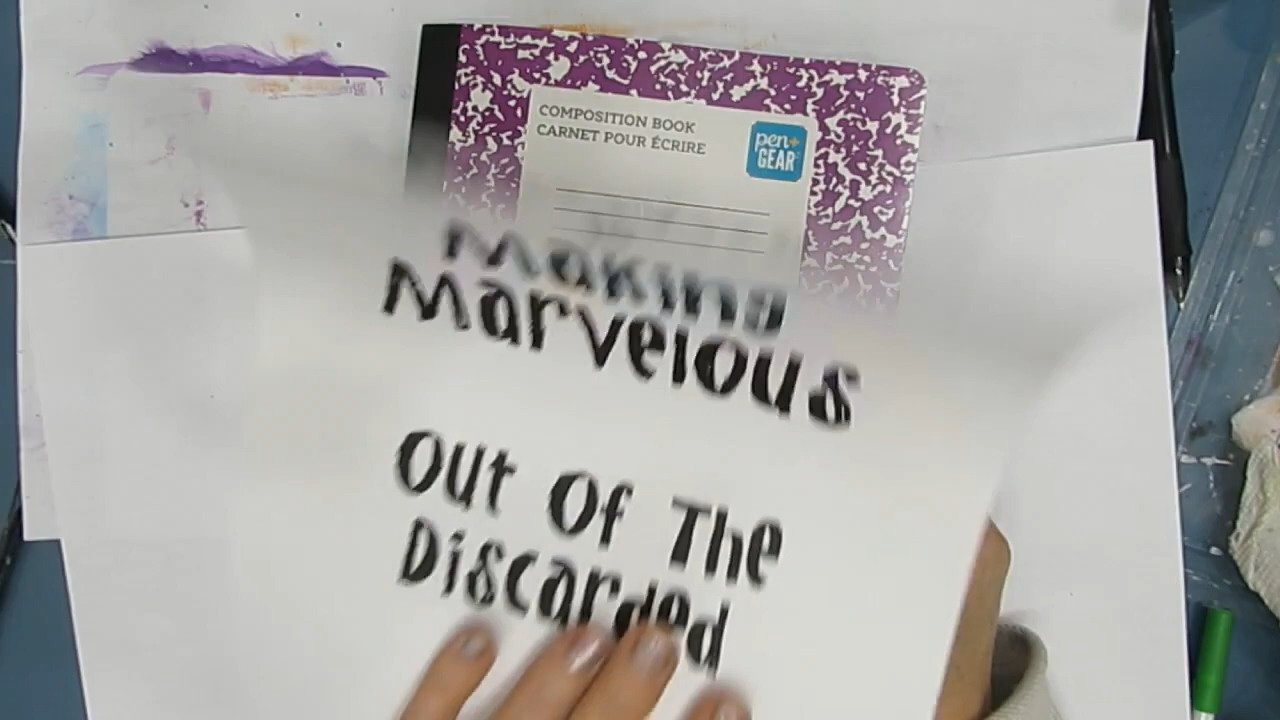 COMPOSITION BOOK
CARNET POUR ÉCRIRE
pen+
GEAR
Making
Marvelous
Out Of The
Discarded